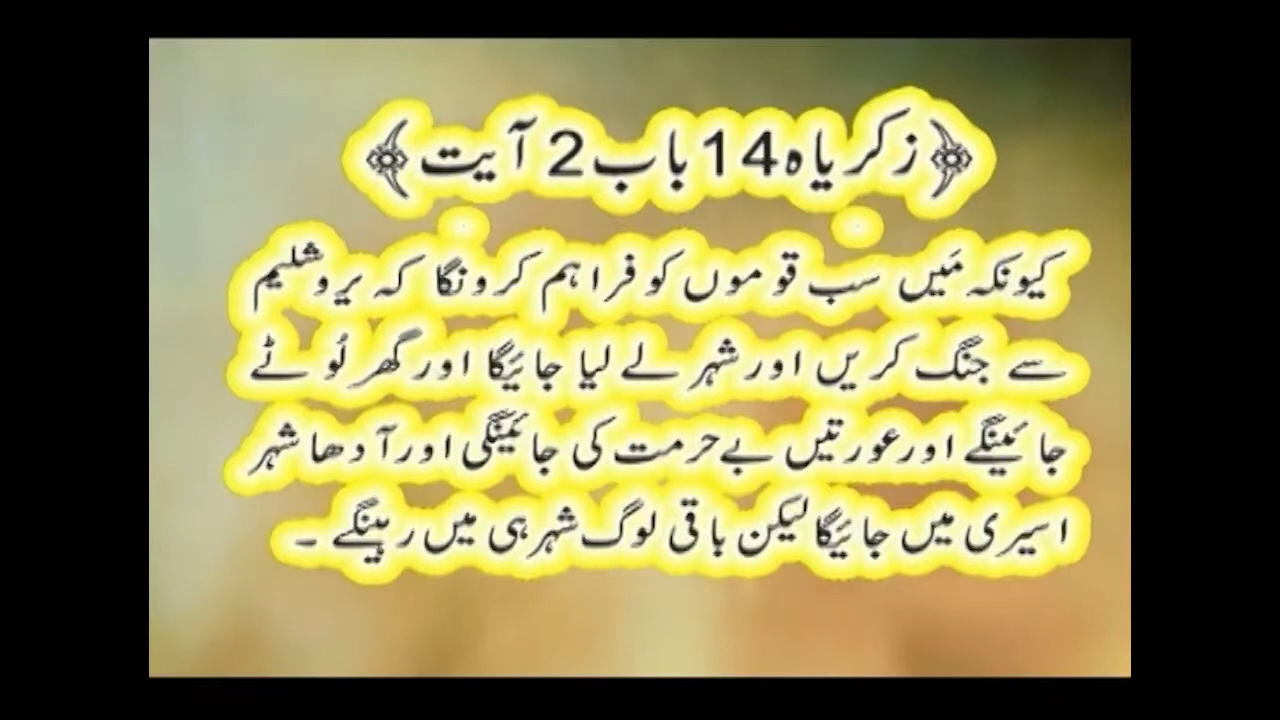 ﴿زکریاہ 14 باب 2 آیت﴾
کیونکہ مَیں سب قوموں کو فراہم کرونگا کہ یروشلیم
سے جنگ کریں اور شہر لے لیا جائیگا اور گھر لُوٹے
جائینگے اور عورتیں بے حرمت کی جائینگی اور آدھا شہر
اسیری میں جائیگا لیکن باقی لوگ شہر ہی میں رہینگے ۔